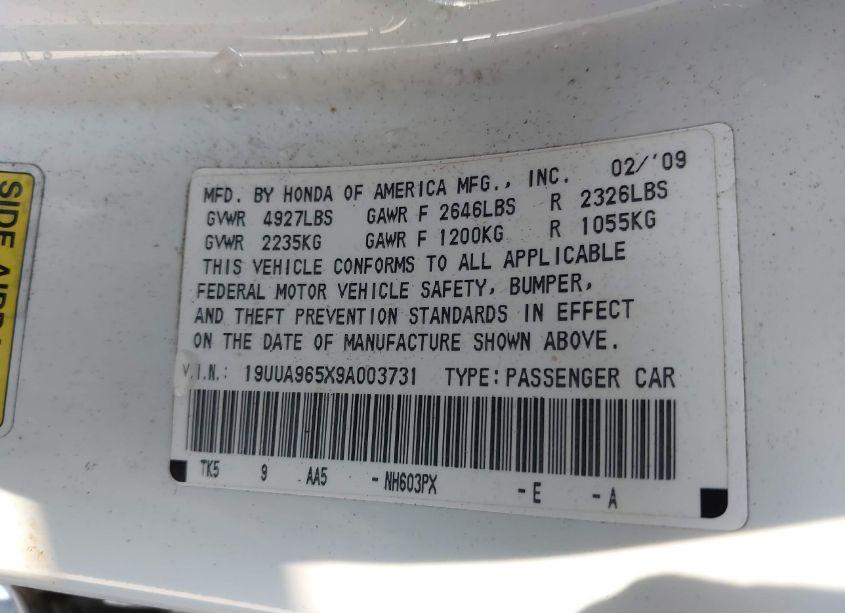 SIDE AIRBA
MFD. BY HONDA OF AMERICA MFG., INC. 02/'09
GVWR 4927LBS GAWR F 2646LBS R 2326LBS
GVWR 2235KG GAWR F 1200KG R 1055KG
THIS VEHICLE CONFORMS TO ALL APPLICABLE
FEDERAL MOTOR VEHICLE SAFETY, BUMPER,
AND THEFT PREVENTION STANDARDS IN EFFECT
ON THE DATE OF MANUFACTURE SHOWN ABOVE.
V.I.N.: 19UUA965X9A003731 TYPE: PASSENGER CAR
TK5 9 AA5 - NH603PX - E - A